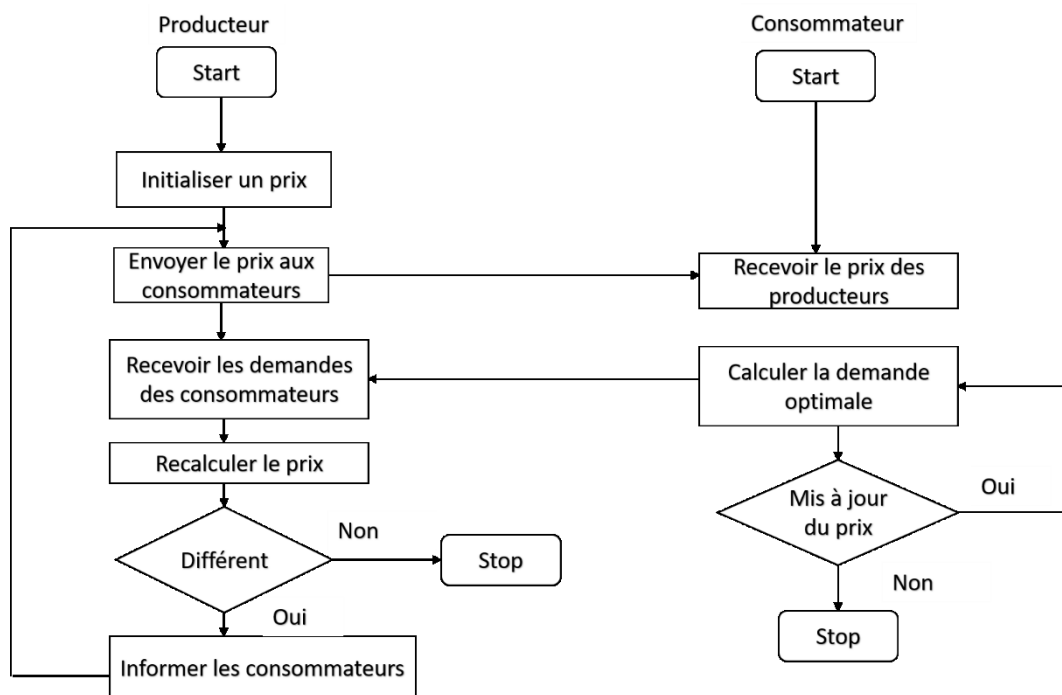 Producteur
Start
Initialiser un prix
Envoyer le prix aux
consommateurs
Recevoir les demandes
des consommateurs
Recalculer le prix
Différent
Non
Stop
Oui
Informer les consommateurs
Consommateur
Start
Recevoir le prix des
producteurs
Calculer la demande
optimale
Mis à jour
du prix
Oui
Non
Stop